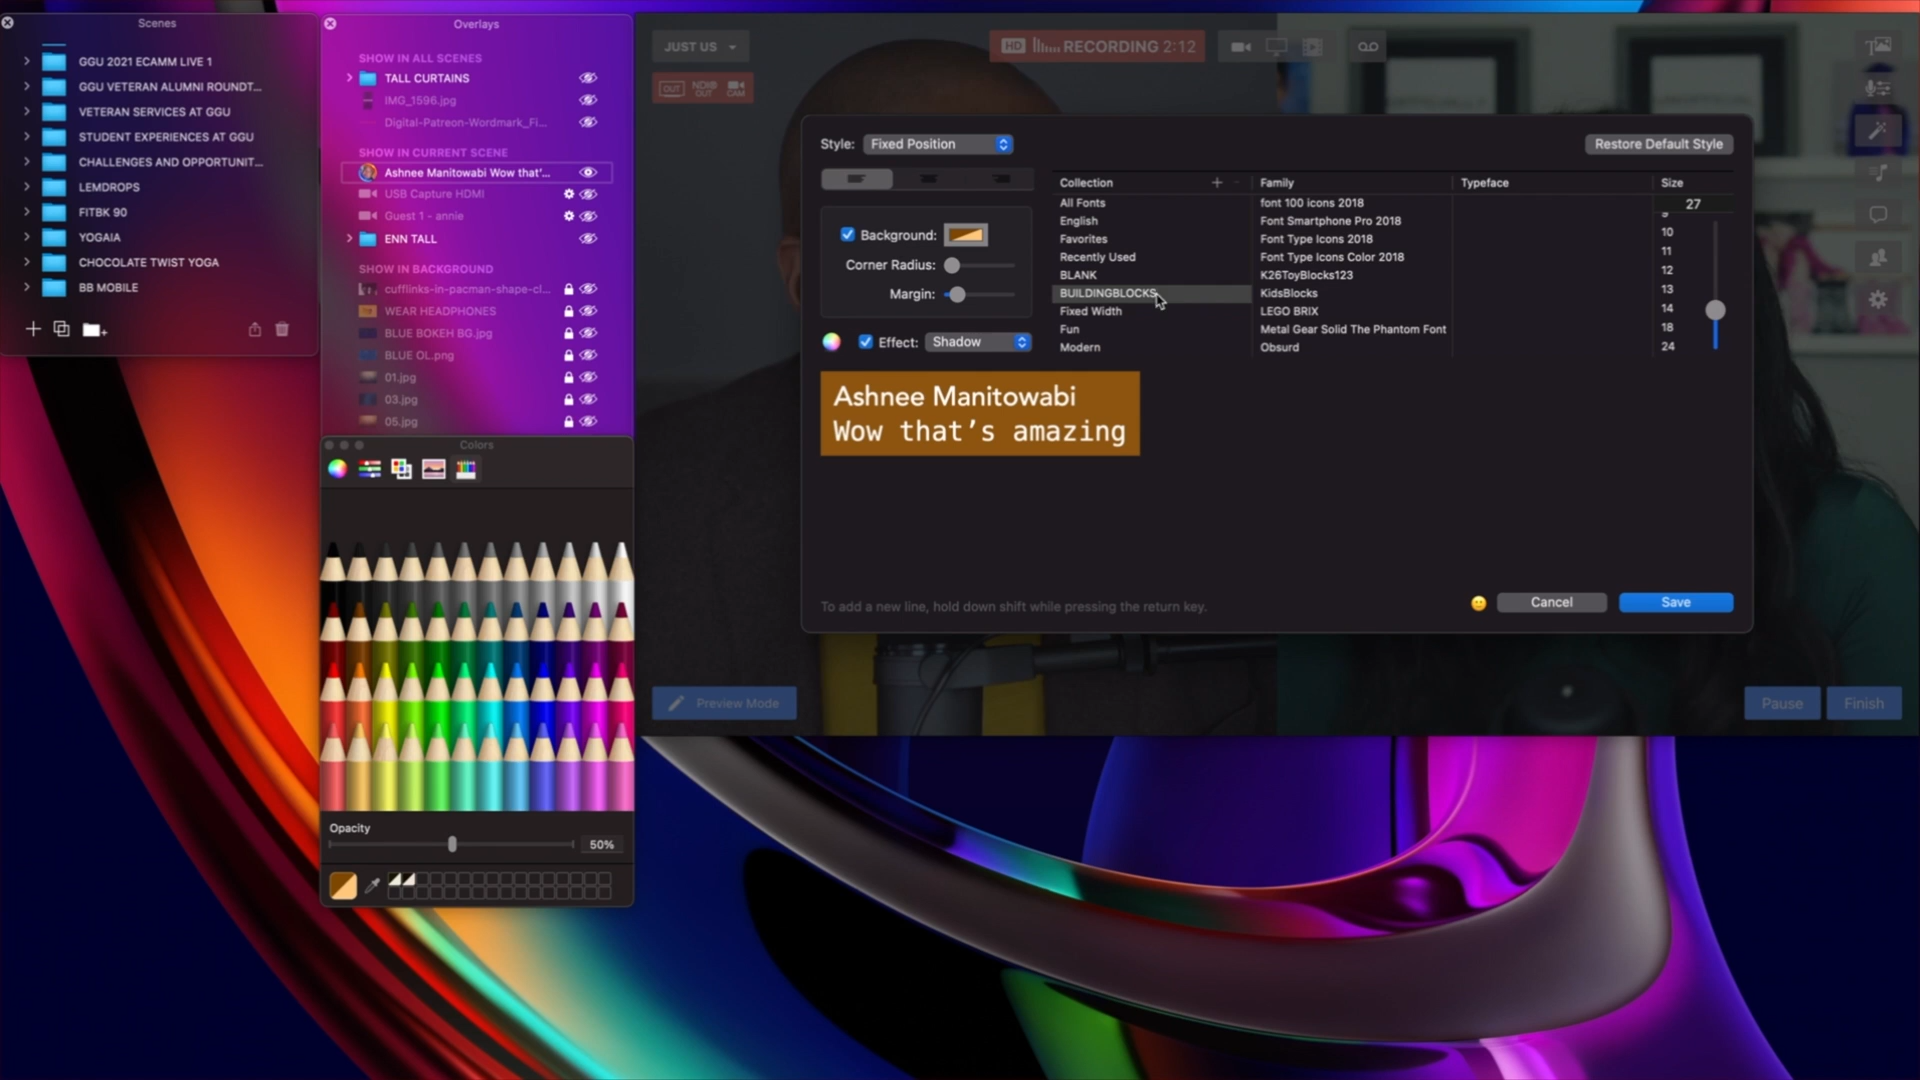 Scenes
GGU 2021 ECAMM LIVE 1
GGU VETERAN ALUMNI ROUNDT...
VETERAN SERVICES AT GGU
STUDENT EXPERIENCES AT GGU
CHALLENGES AND OPPORTUNIT...
LEMDROPS
FITBK 90
YOGAIA
CHOCOLATE TWIST YOGA
BB MOBILE
Overlays
SHOW IN ALL SCENES
TALL CURTAINS
IMG_1596.jpg
Digital-Patreon-Wordmark_Fi...
SHOW IN CURRENT SCENE
Ashnee Manitowabi Wow that'...
USB Capture HDMI
Guest 1 - annie
ENN TALL
SHOW IN BACKGROUND
cufflinks-in-pacman-shape-cl...
WEAR HEADPHONES
BLUE BOKEH BG.jpg
BLUE OL.png
01.jpg
03.jpg
05.jpg
Colors
Opacity
50%
JUST US
HD RECORDING 2:12
OUT NDI OUT CAM
Style: Fixed Position
Restore Default Style
Background:
Corner Radius:
Margin:
Effect: Shadow
Collection
All Fonts
English
Favorites
Recently Used
BLANK
BUILDINGBLOCKS
Fixed Width
Fun
Modern
Family
font 100 icons 2018
Font Smartphone Pro 2018
Font Type Icons 2018
Font Type Icons Color 2018
K26ToyBlocks123
KidsBlocks
LEGO BRIX
Metal Gear Solid The Phantom Font
Obsurd
Typeface
Size
27
9
10
11
12
13
14
18
24
Ashnee Manitowabi
Wow that's amazing
To add a new line, hold down shift while pressing the return key.
Cancel
Save
Preview Mode
Pause
Finish